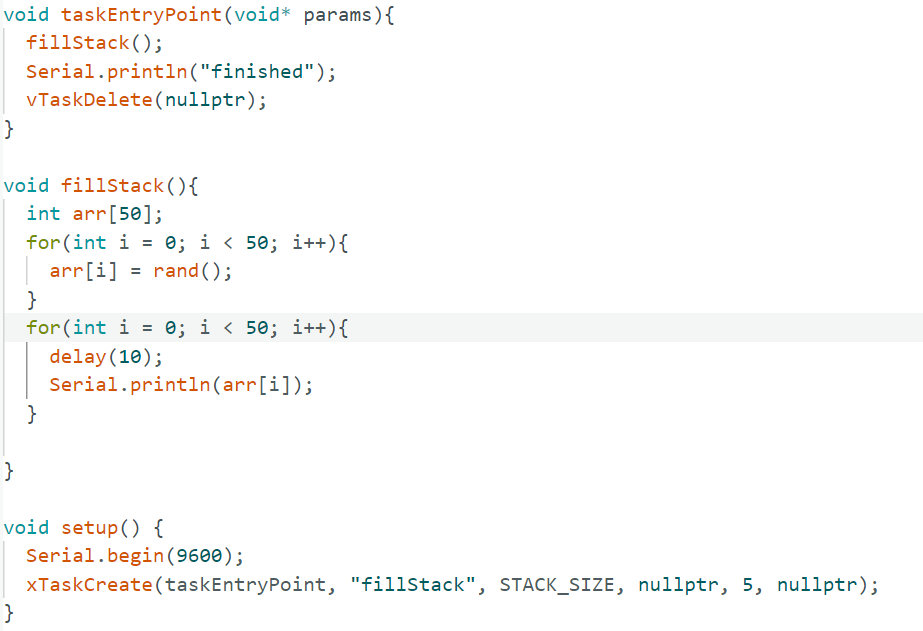 void taskEntryPoint(void* params){
  fillStack();
  Serial.println("finished");
  vTaskDelete(nullptr);
}
void fillStack(){
  int arr[50];
  for(int i = 0; i < 50; i++){
    arr[i] = rand();
  }
  for(int i = 0; i < 50; i++){
    delay(10);
    Serial.println(arr[i]);
  }
}
void setup() {
  Serial.begin(9600);
  xTaskCreate(taskEntryPoint, "fillStack", STACK_SIZE, nullptr, 5, nullptr);
}